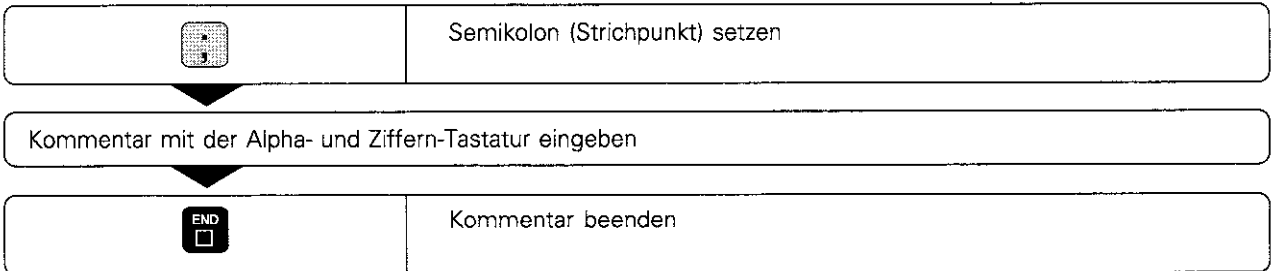 ; Semikolon (Strichpunkt) setzen
Kommentar mit der Alpha- und Ziffern-Tastatur eingeben
END Kommentar beenden